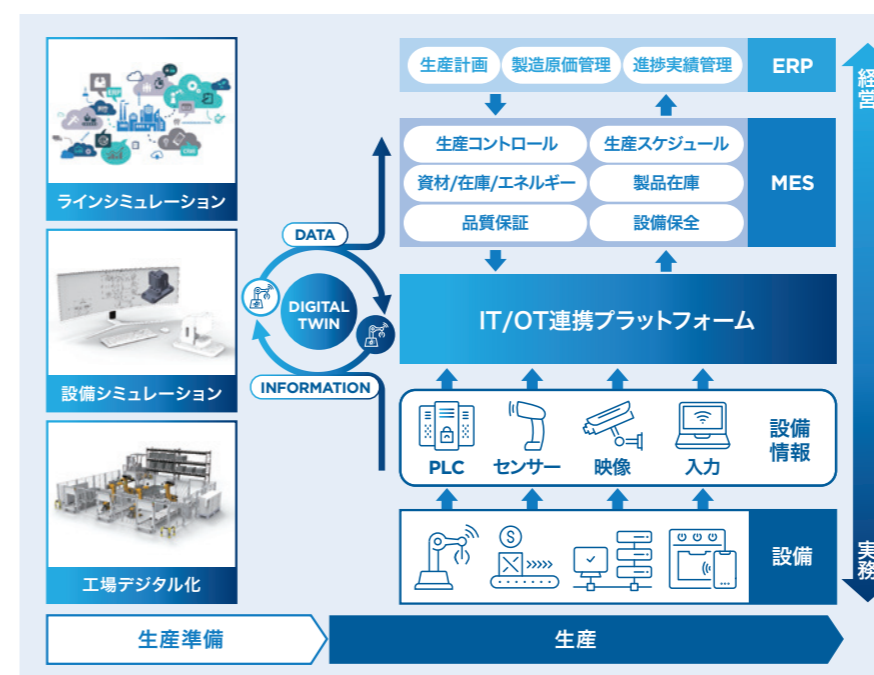 ラインシミュレーション
設備シミュレーション
工場デジタル化
DATA
DIGITAL
TWIN
INFORMATION
生産計画
製造原価管理
進捗実績管理
ERP
生産コントロール
生産スケジュール
資材/在庫/エネルギー
製品在庫
品質保証
設備保全
MES
IT/OT連携プラットフォーム
PLC
センサー
映像
入力
設備
情報
設備
経営
実務
生産準備
生産